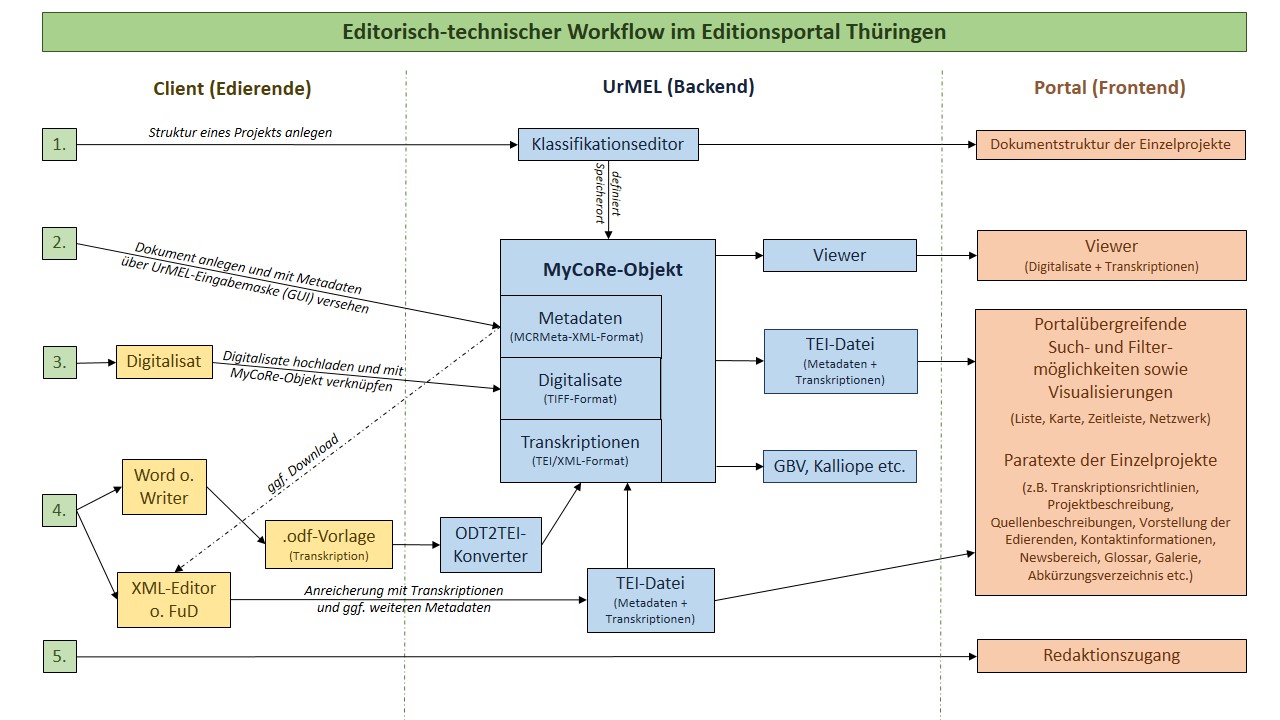 Editorisch-technischer Workflow im Editionsportal Thüringen
Client (Edierende)
UrMEL (Backend)
Portal (Frontend)
1.
Struktur eines Projekts anlegen
Klassifikationseditor
Dokumentstruktur der Einzelprojekte
definiert
Speicherort
2.
Dokument anlegen und mit Metadaten
über UrMEL-Eingabemaske (GUI) versehen
MyCoRe-Objekt
Metadaten
(MCRMeta-XML-Format)
Digitalisate
(TIFF-Format)
Transkriptionen
(TEI/XML-Format)
Viewer
Viewer
(Digitalisate + Transkriptionen)
3.
Digitalisat
Digitalisate hochladen und mit
MyCoRe-Objekt verknüpfen
TEI-Datei
(Metadaten +
Transkriptionen)
GBV, Kalliope etc.
Portalübergreifende
Such- und Filter-
möglichkeiten sowie
Visualisierungen
(Liste, Karte, Zeitleiste, Netzwerk)
Paratexte der Einzelprojekte
(z.B. Transkriptionsrichtlinien,
Projektbeschreibung,
Quellenbeschreibungen, Vorstellung der
Edierenden, Kontaktinformationen,
Newsbereich, Glossar, Galerie,
Abkürzungsverzeichnis etc.)
ggf. Download
4.
Word o.
Writer
.odf-Vorlage
(Transkription)
ODT2TEI-
Konverter
XML-Editor
o. FuD
Anreicherung mit Transkriptionen
und ggf. weiteren Metadaten
TEI-Datei
(Metadaten +
Transkriptionen)
5.
Redaktionszugang